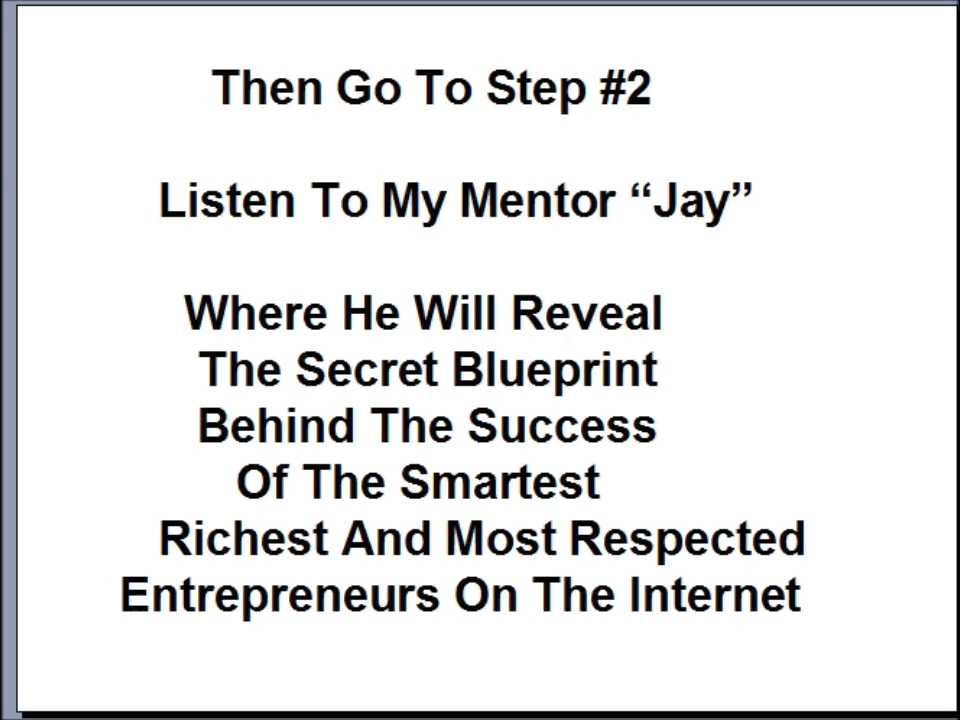 Then Go To Step #2
Listen To My Mentor “Jay”
Where He Will Reveal
The Secret Blueprint
Behind The Success
Of The Smartest
Richest And Most Respected
Entrepreneurs On The Internet